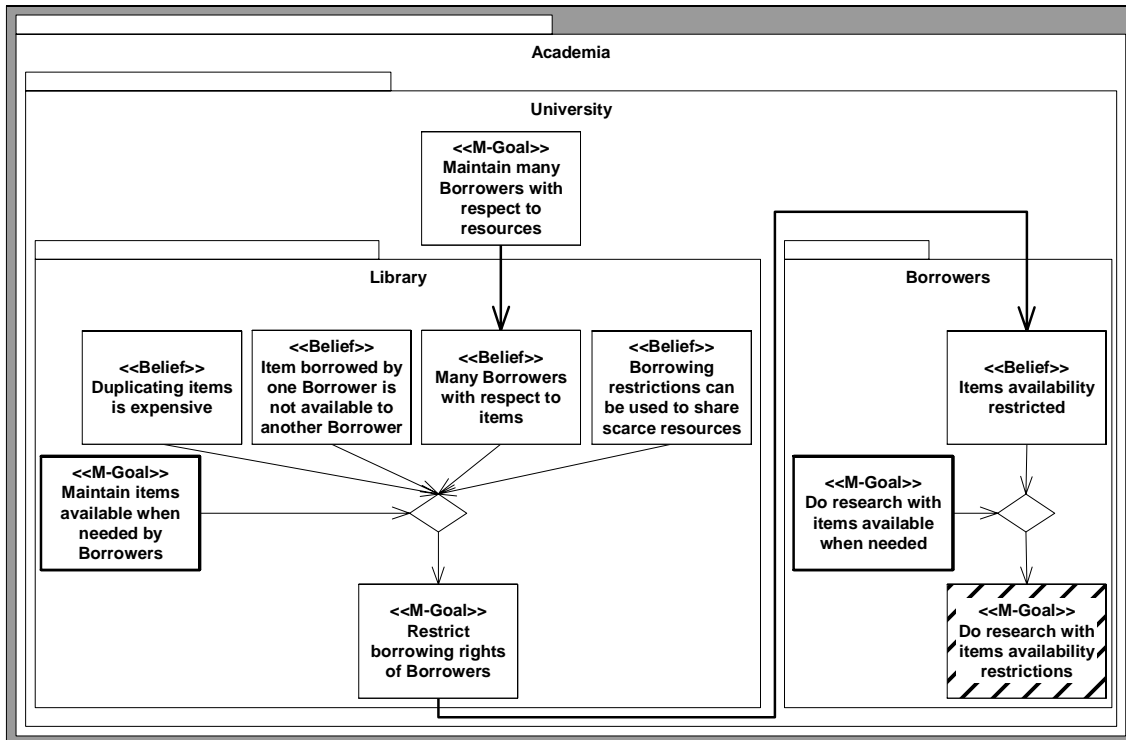 Academia
University
<<M-Goal>>
Maintain many
Borrowers with
respect to
resources
Library
<<Belief>>
Duplicating items
is expensive
<<Belief>>
Item borrowed by
one Borrower is
not available to
another Borrower
<<Belief>>
Many Borrowers
with respect to
items
<<Belief>>
Borrowing
restrictions can
be used to share
scarce resources
<<M-Goal>>
Maintain items
available when
needed by
Borrowers
<<M-Goal>>
Restrict
borrowing rights
of Borrowers
Borrowers
<<Belief>>
Items availability
restricted
<<M-Goal>>
Do research with
items available
when needed
<<M-Goal>>
Do research with
items availability
restrictions